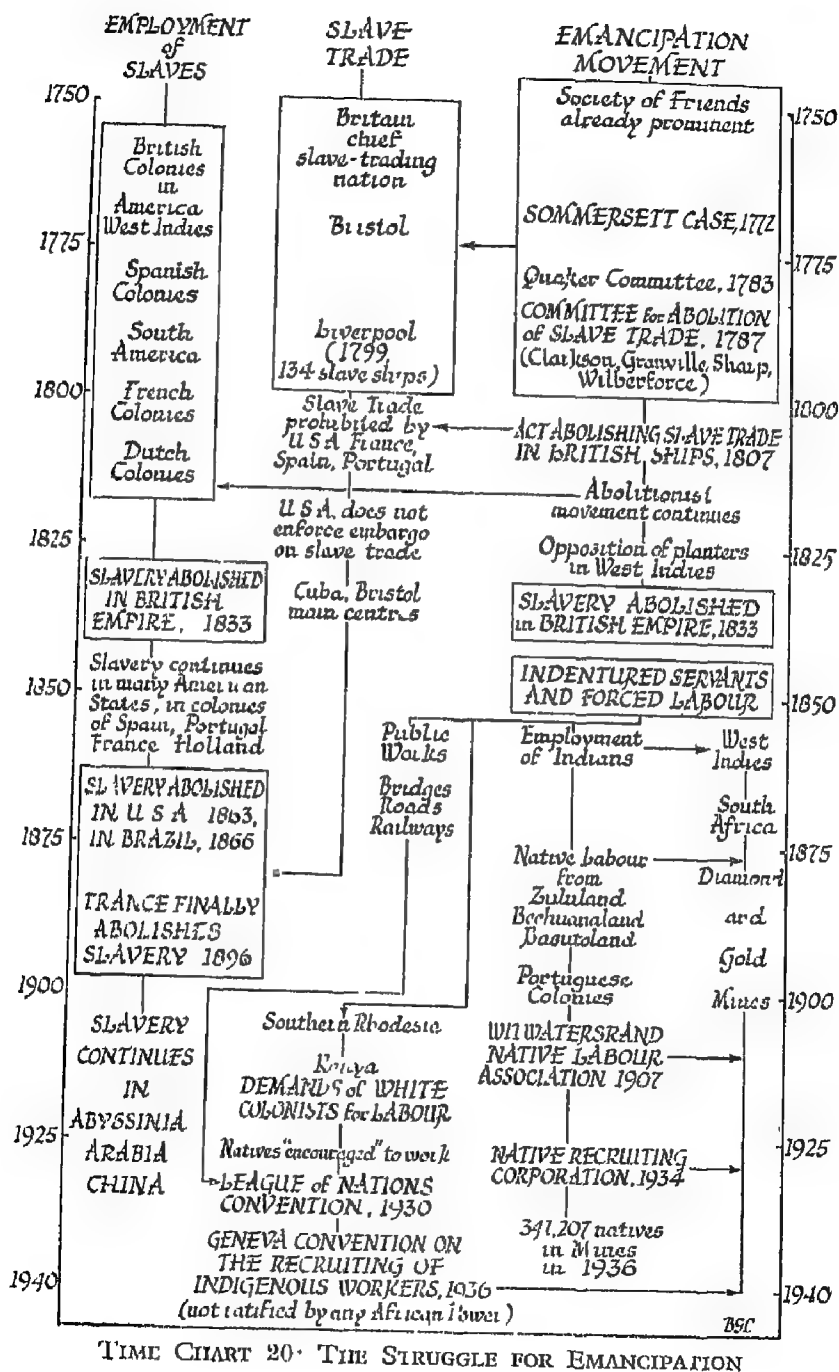 EMPLOYMENT
of
SLAVES
1750
British
Colonies
in
America
West Indies
1775
Spanish
Colonies
South
America
1800
French
Colonies
Dutch
Colonies
1825
SLAVERY ABOLISHED
IN BRITISH
EMPIRE, 1833
Slavery continues
1850
in many American
States, in colonies
of Spain, Portugal
France Holland
SLAVERY ABOLISHED
IN U S A 1863,
1875
IN BRAZIL, 1866
FRANCE FINALLY
ABOLISHES
SLAVERY 1896
1900
SLAVERY
CONTINUES
IN
ABYSSINIA
1925
ARABIA
CHINA
1940
SLAVE
TRADE
Britain
chief
slave-trading
nation
Bristol
Liverpool
(1799,
134 slave ships)
Slave Trade
prohibited by
U S A France,
Spain, Portugal
U S A. does not
enforce embargo
on slave trade
Cuba, Bristol
main centres
Public
Works
Bridges
Roads
Railways
Southern Rhodesia
Kenya
DEMANDS of WHITE
COLONISTS for LABOUR
Natives "encouraged" to work
LEAGUE of NATIONS
CONVENTION, 1930
GENEVA CONVENTION ON
THE RECRUITING OF
INDIGENOUS WORKERS, 1936
(not ratified by any African Power)
EMANCIPATION
MOVEMENT
Society of Friends
already prominent
1750
SOMMERSETT CASE, 1772
1775
Quaker Committee, 1783
COMMITTEE for ABOLITION
of SLAVE TRADE, 1787
(Clarkson, Granville, Sharp,
Wilberforce)
1800
ACT ABOLISHING SLAVE TRADE
IN BRITISH SHIPS, 1807
Abolitionist
movement continues
Opposition of planters
in West Indies
1825
SLAVERY ABOLISHED
in BRITISH EMPIRE, 1833
INDENTURED SERVANTS
AND FORCED LABOUR
1850
Employment
of Indians
West
Indies
South
Africa
1875
Native Labour
from
Zululand
Bechuanaland
Basutoland
Portuguese
Colonies
Diamond
and
Gold
Mines
1900
WITWATERSRAND
NATIVE LABOUR
ASSOCIATION 1907
1925
NATIVE RECRUITING
CORPORATION, 1934
341,207 natives
in Mines
in 1936
1940
BSC
TIME CHART 20. THE STRUGGLE FOR EMANCIPATION